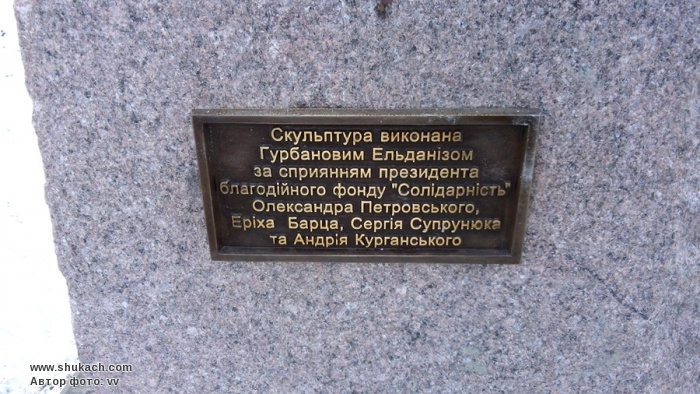 Скульптура виконана
Гурбановим Ельданізом
за сприянням президента
благодійного фонду "Солідарність"
Олександра Петровського,
Еріха Барца, Сергія Супрунюка
та Андрія Курганського
www.shukach.com
Автор фото: vv